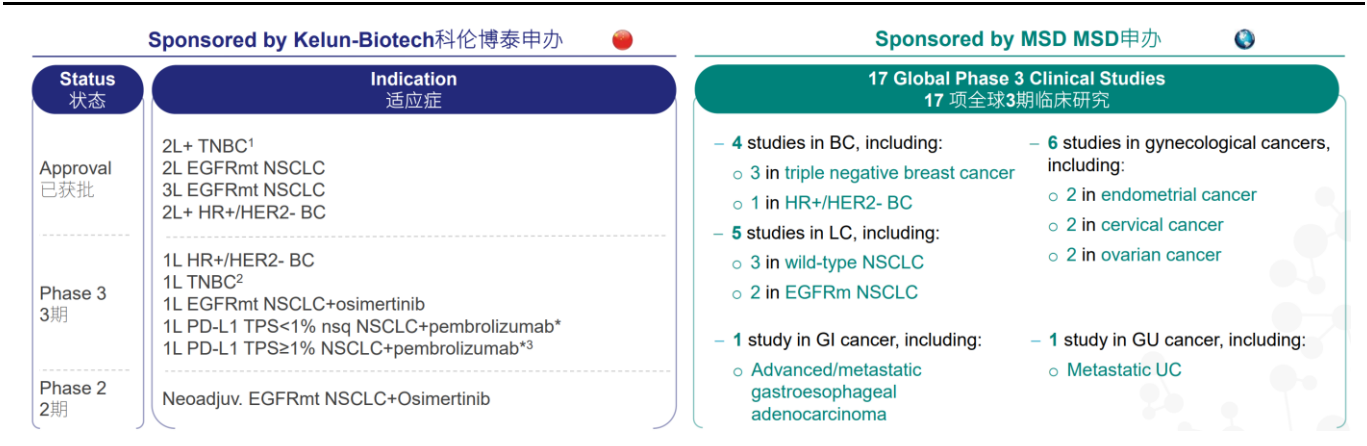 Sponsored by Kelun-Biotech科伦博泰申办
Status
状态
Indication
适应症
Approval
已获批
2L+ TNBC¹
2L EGFRmt NSCLC
3L EGFRmt NSCLC
2L+ HR+/HER2- BC
Phase 3
3期
1L HR+/HER2- BC
1L TNBC²
1L EGFRmt NSCLC+osimertinib
1L PD-L1 TPS<1% nsq NSCLC+pembrolizumab*
1L PD-L1 TPS≥1% NSCLC+pembrolizumab*³
Phase 2
2期
Neoadjuv. EGFRmt NSCLC+Osimertinib
Sponsored by MSD MSD申办
17 Global Phase 3 Clinical Studies
17 项全球3期临床研究
– 4 studies in BC, including:
○ 3 in triple negative breast cancer
○ 1 in HR+/HER2- BC
– 5 studies in LC, including:
○ 3 in wild-type NSCLC
○ 2 in EGFRm NSCLC
– 1 study in GI cancer, including:
○ Advanced/metastatic
gastroesophageal
adenocarcinoma
– 6 studies in gynecological cancers,
including:
○ 2 in endometrial cancer
○ 2 in cervical cancer
○ 2 in ovarian cancer
– 1 study in GU cancer, including:
○ Metastatic UC